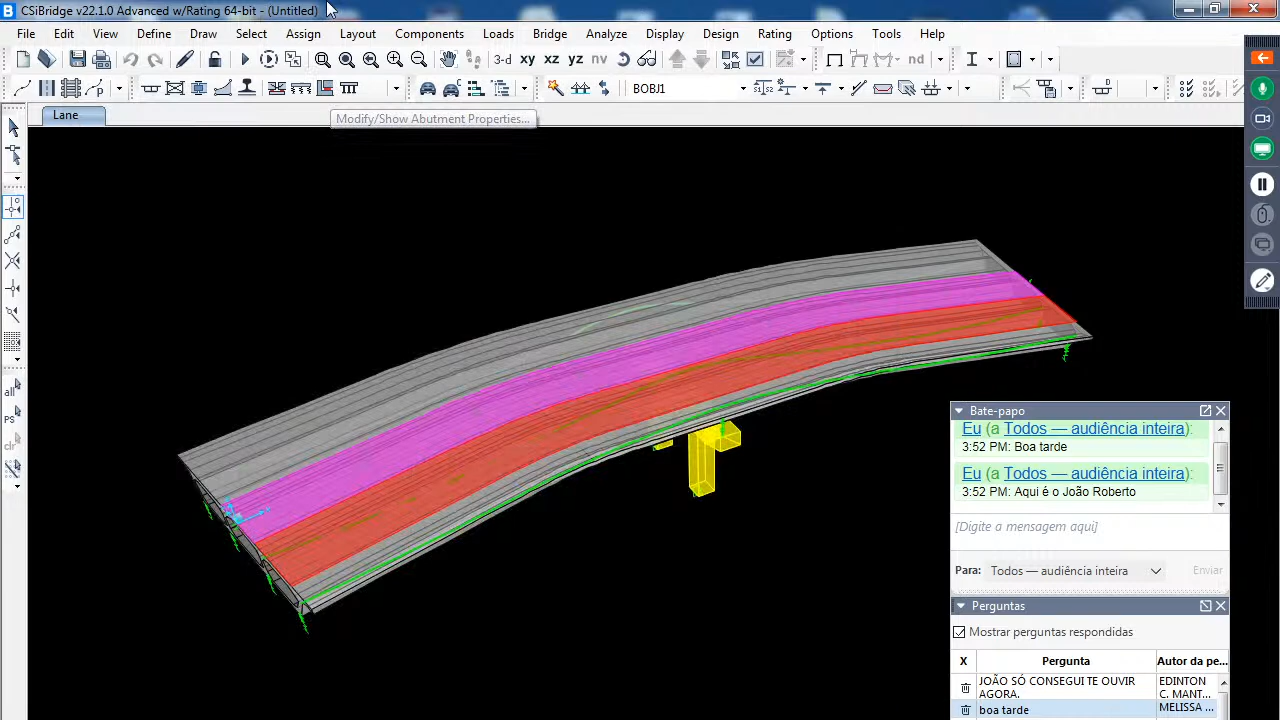 CSiBridge v22.1.0 Advanced w/Rating 64-bit - (Untitled)
File Edit View Define Draw Select Assign Layout Components Loads Bridge Analyze Display Design Rating Options Tools Help
3-d xy xz yz nv nd
BOBJ1
Lane
Modify/Show Abutment Properties...
all
PS
clr
Bate-papo
Eu (a Todos — audiência inteira):
3:52 PM: Boa tarde
Eu (a Todos — audiência inteira):
3:52 PM: Aqui é o João Roberto
[Digite a mensagem aqui]
Para: Todos — audiência inteira Enviar
Perguntas
Mostrar perguntas respondidas
X Pergunta Autor da pe...
JOÃO SÓ CONSEGUI TE OUVIR EDINTON
AGORA. C. MANT...
boa tarde MELISSA ...